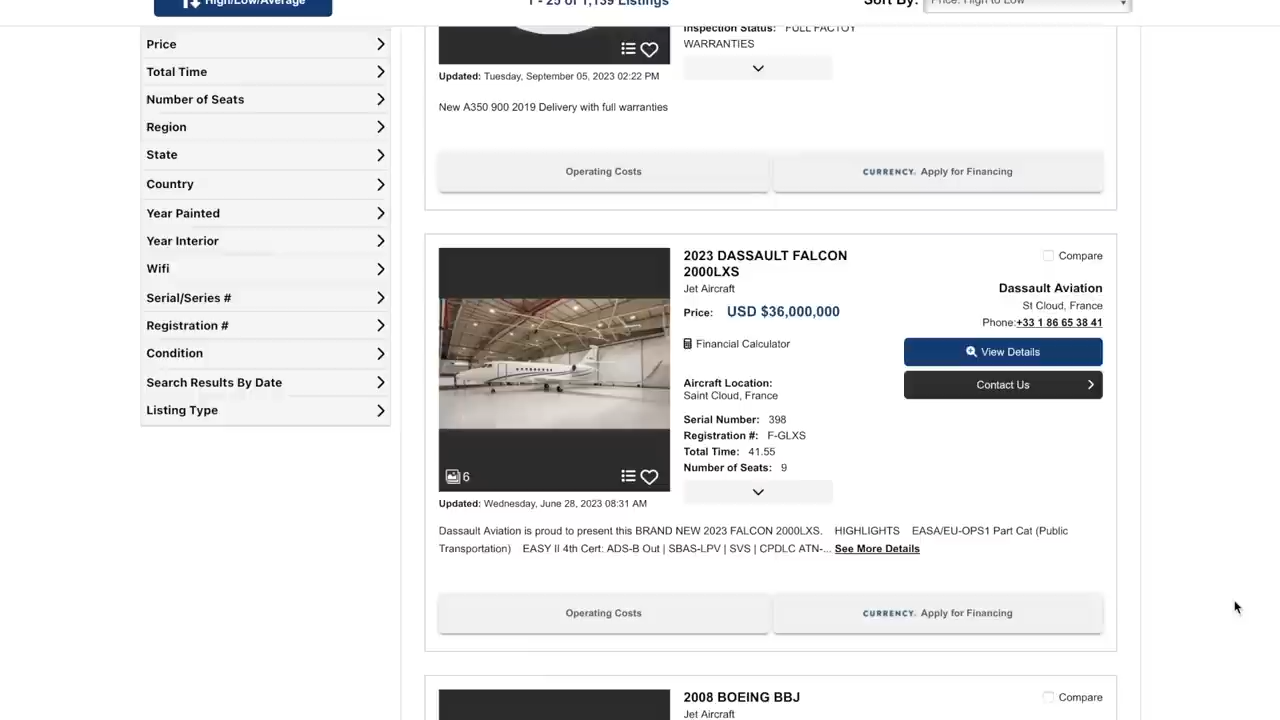 High/Low/Average
1 - 25 of 1,139 Listings
Sort By:
Price: High to Low
Price
Total Time
Number of Seats
Region
State
Country
Year Painted
Year Interior
Wifi
Serial/Series #
Registration #
Condition
Search Results By Date
Listing Type
Inspection Status: FULL FACTOY
WARRANTIES
Updated: Tuesday, September 05, 2023 02:22 PM
New A350 900 2019 Delivery with full warranties
Operating Costs
CURRENCY. Apply for Financing
2023 DASSAULT FALCON
2000LXS
Jet Aircraft
Price: USD $36,000,000
Financial Calculator
Aircraft Location:
Saint Cloud, France
Serial Number: 398
Registration #: F-GLXS
Total Time: 41.55
Number of Seats: 9
Compare
Dassault Aviation
St Cloud, France
Phone:+33 1 86 65 38 41
View Details
Contact Us
6
Updated: Wednesday, June 28, 2023 08:31 AM
Dassault Aviation is proud to present this BRAND NEW 2023 FALCON 2000LXS. HIGHLIGHTS EASA/EU-OPS1 Part Cat (Public
Transportation) EASY II 4th Cert: ADS-B Out | SBAS-LPV | SVS | CPDLC ATN-... See More Details
Operating Costs
CURRENCY. Apply for Financing
2008 BOEING BBJ
Jet Aircraft
Compare